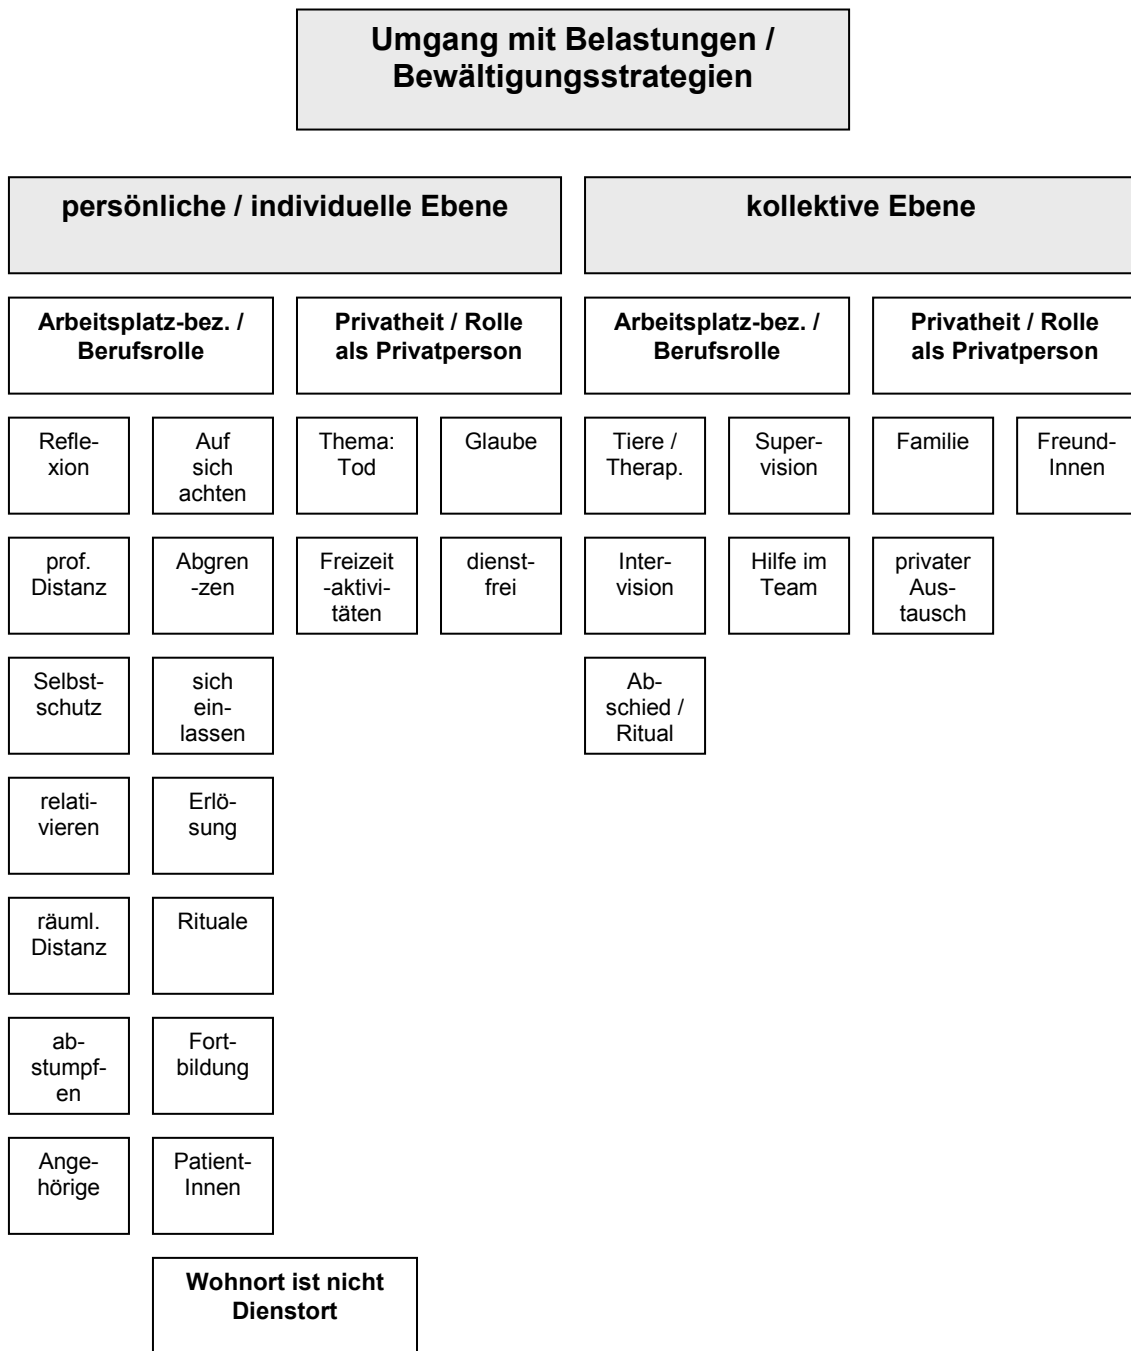 Umgang mit Belastungen /
Bewältigungsstrategien
persönliche / individuelle Ebene
kollektive Ebene
Arbeitsplatz-bez. /
Berufsrolle
Privatheit / Rolle
als Privatperson
Arbeitsplatz-bez. /
Berufsrolle
Privatheit / Rolle
als Privatperson
Refle-
xion
Auf
sich
achten
Thema:
Tod
Glaube
Tiere /
Therap.
Super-
vision
Familie
Freund-
Innen
prof.
Distanz
Abgren
-zen
Freizeit
-aktivi-
täten
dienst-
frei
Inter-
vision
Hilfe im
Team
privater
Aus-
tausch
Selbst-
schutz
sich
ein-
lassen
Ab-
schied /
Ritual
relati-
vieren
Erlö-
sung
räuml.
Distanz
Rituale
ab-
stumpf-
en
Fort-
bildung
Ange-
hörige
Patient-
Innen
Wohnort ist nicht
Dienstort